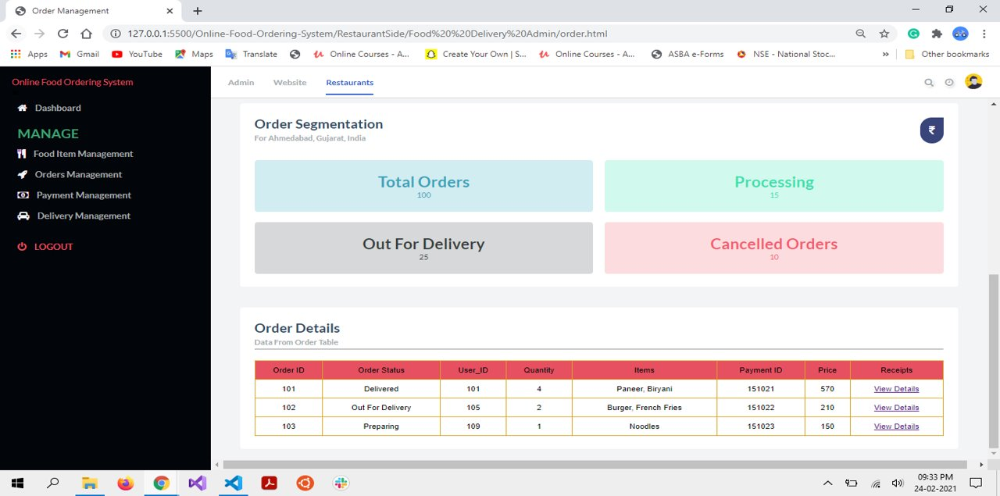 Order Management
127.0.0.1:5500/Online-Food-Ordering-System/RestaurantSide/Food%20%20Delivery%20Admin/order.html
Apps Gmail YouTube Maps Translate Online Courses - A... Create Your Own | S... Online Courses - A... ASBA e-Forms NSE - National Stoc... » Other bookmarks
Online Food Ordering System
Admin Website Restaurants
Dashboard
MANAGE
Food Item Management
Orders Management
Payment Management
Delivery Management
LOGOUT
Order Segmentation
For Ahmedabad, Gujarat, India
₹
Total Orders
100
Processing
15
Out For Delivery
25
Cancelled Orders
10
Order Details
Data From Order Table
Order ID Order Status User_ID Quantity Items Payment ID Price Receipts
101 Delivered 101 4 Paneer, Biryani 151021 570 View Details
102 Out For Delivery 105 2 Burger, French Fries 151022 210 View Details
103 Preparing 109 1 Noodles 151023 150 View Details
09:33 PM
24-02-2021